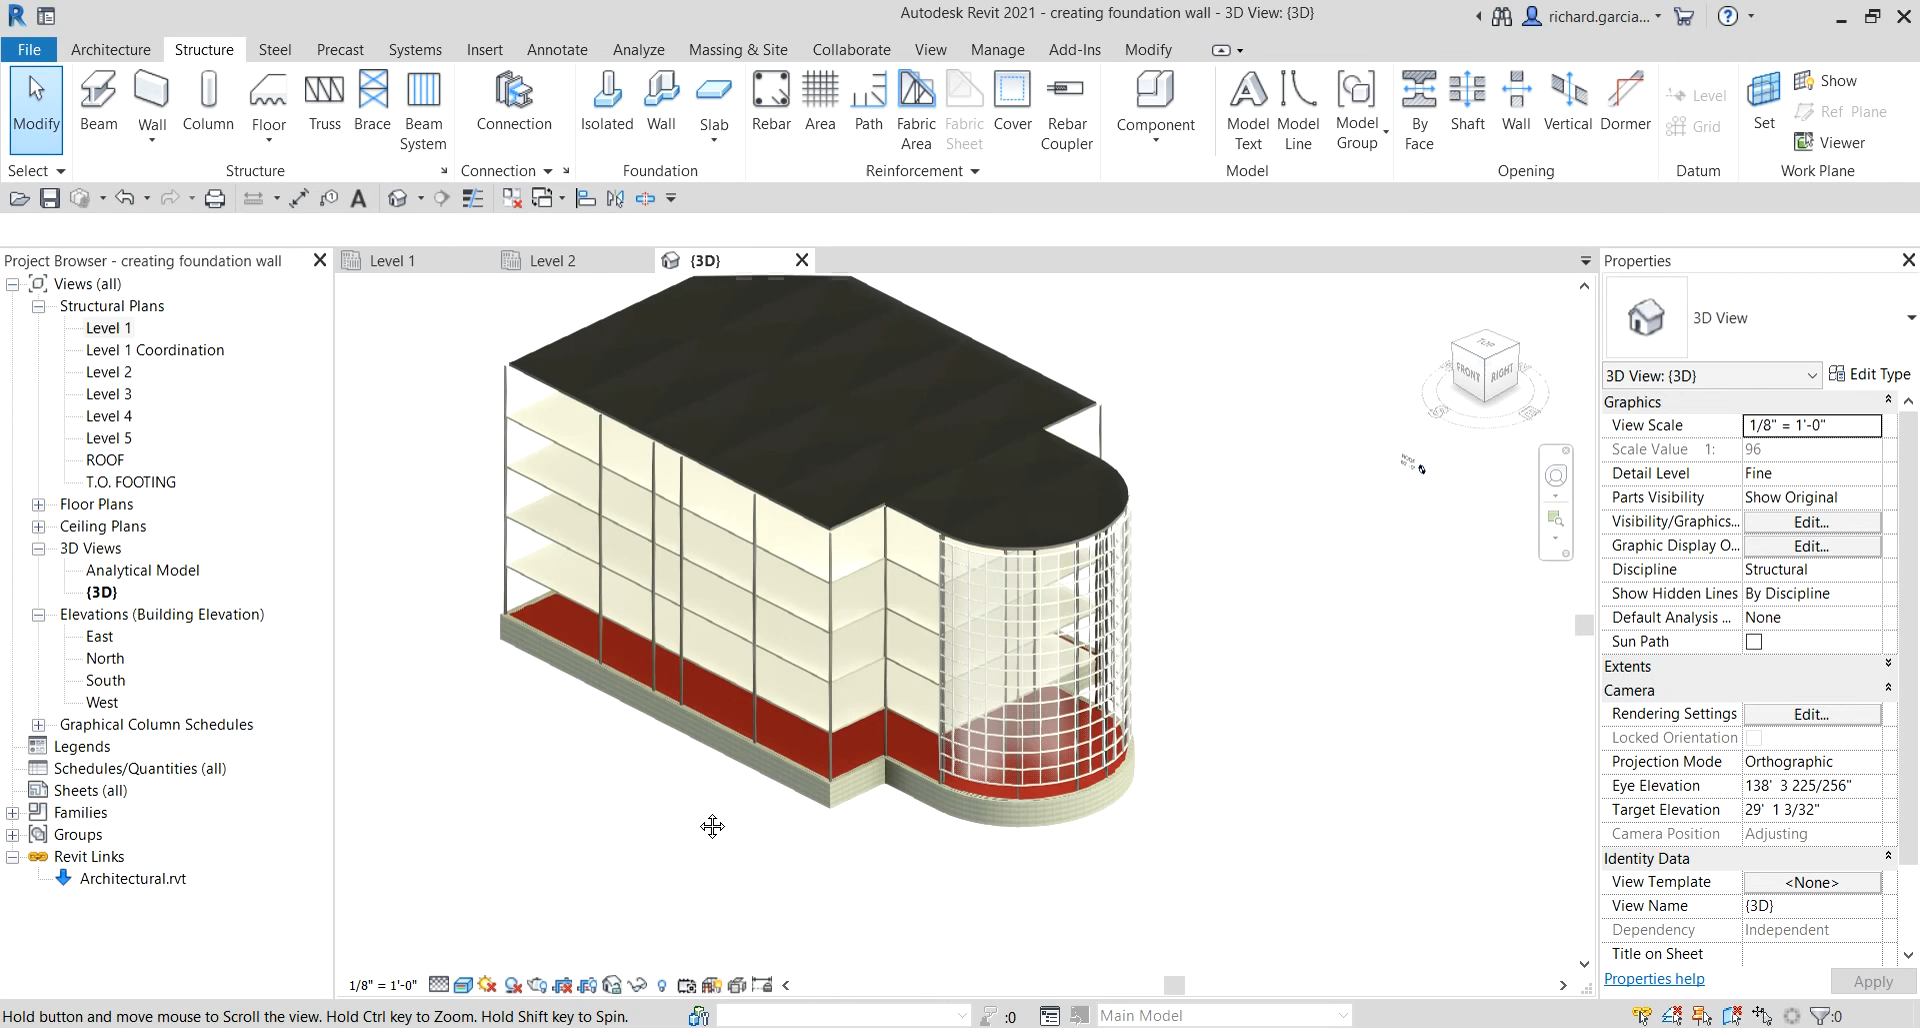 Autodesk Revit 2021 - creating foundation wall - 3D View: {3D}
richard.garcia...
File Architecture Structure Steel Precast Systems Insert Annotate Analyze Massing & Site Collaborate View Manage Add-Ins Modify
Modify Beam Wall Column Floor Truss Brace Beam System Connection Isolated Wall Slab Rebar Area Path Fabric Area Fabric Sheet Cover Rebar Coupler Component Model Text Model Line Model Group By Face Shaft Wall Vertical Dormer Level Grid Set Show Ref Plane Viewer
Select Structure Connection Foundation Reinforcement Model Opening Datum Work Plane
Project Browser - creating foundation wall
Views (all)
Structural Plans
Level 1
Level 1 Coordination
Level 2
Level 3
Level 4
Level 5
ROOF
T.O. FOOTING
Floor Plans
Ceiling Plans
3D Views
Analytical Model
{3D}
Elevations (Building Elevation)
East
North
South
West
Graphical Column Schedules
Legends
Schedules/Quantities (all)
Sheets (all)
Families
Groups
Revit Links
Architectural.rvt
Level 1 Level 2 {3D}
TOP
FRONT RIGHT
Properties
3D View
3D View: {3D} Edit Type
Graphics
View Scale 1/8" = 1'-0"
Scale Value 1: 96
Detail Level Fine
Parts Visibility Show Original
Visibility/Graphics... Edit...
Graphic Display O... Edit...
Discipline Structural
Show Hidden Lines By Discipline
Default Analysis ... None
Sun Path
Extents
Camera
Rendering Settings Edit...
Locked Orientation
Projection Mode Orthographic
Eye Elevation 138' 3 225/256"
Target Elevation 29' 1 3/32"
Camera Position Adjusting
Identity Data
View Template <None>
View Name {3D}
Dependency Independent
Title on Sheet
Properties help Apply
1/8" = 1'-0"
Hold button and move mouse to Scroll the view. Hold Ctrl key to Zoom. Hold Shift key to Spin. :0 Main Model :0